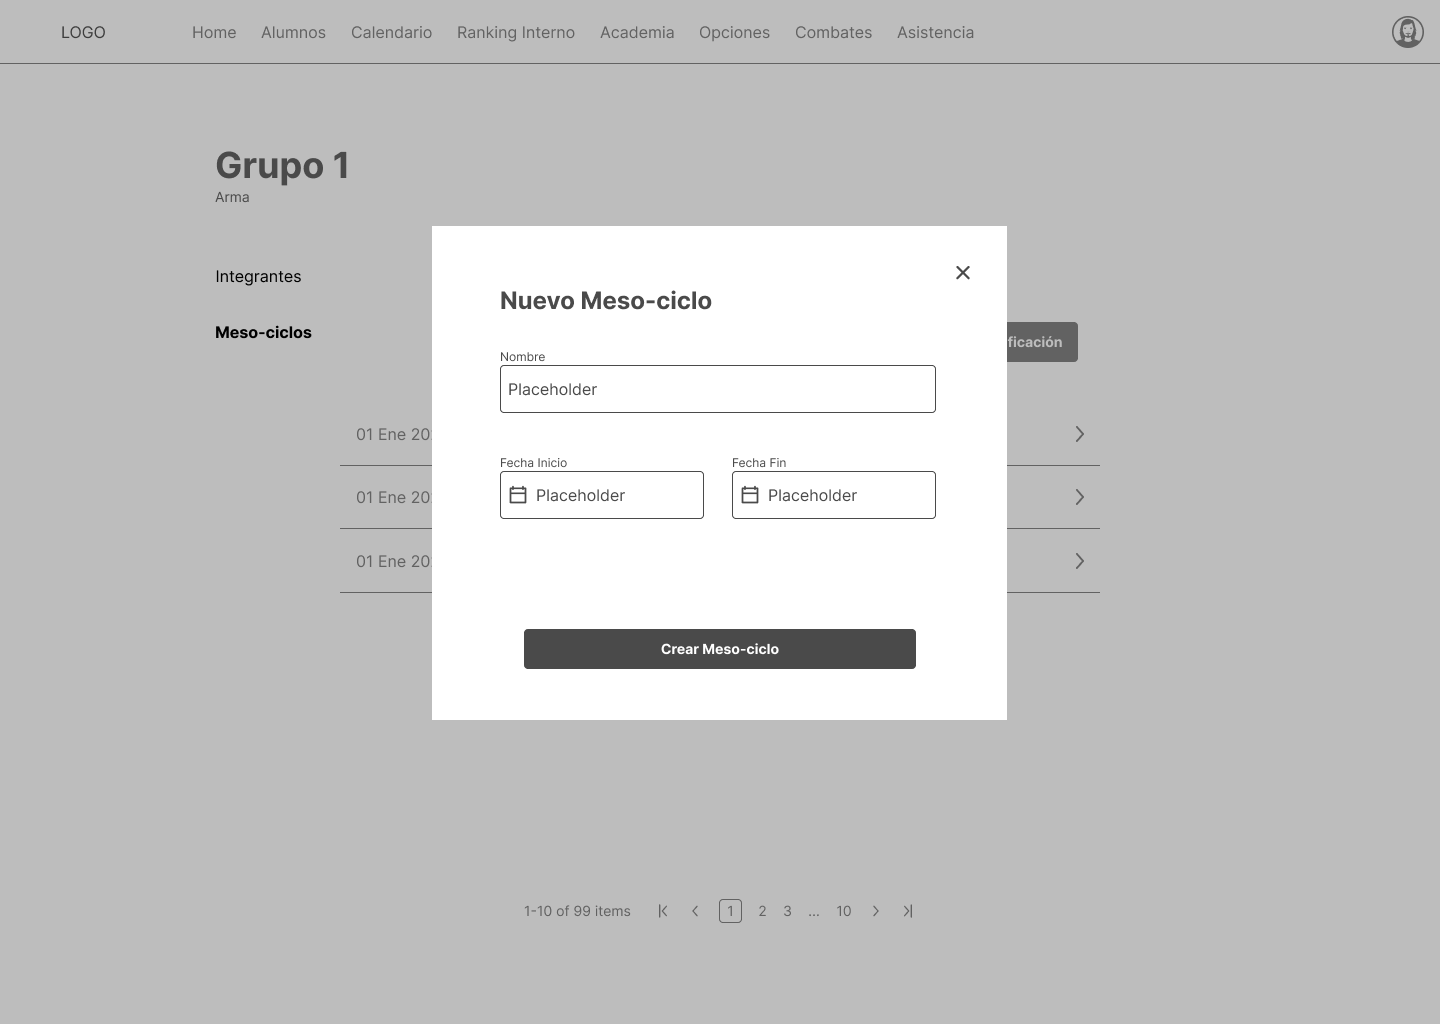 LOGO Home Alumnos Calendario Ranking Interno Academia Opciones Combates Asistencia
Grupo 1
Arma
Integrantes
Meso-ciclos
Nuevo Meso-ciclo
Nombre
Placeholder
Fecha Inicio Fecha Fin
Placeholder Placeholder
Crear Meso-ciclo
ficación
01 Ene 20
01 Ene 20
01 Ene 20
1-10 of 99 items 1 2 3 ... 10